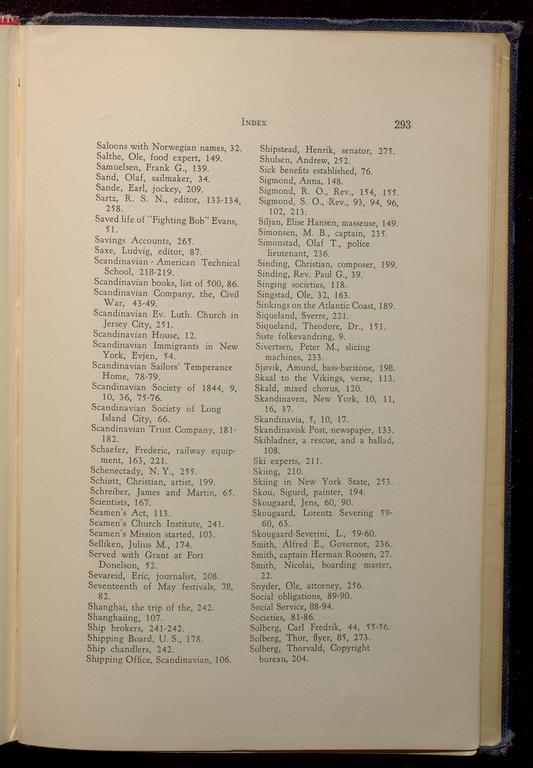 INDEX
293
Saloons with Norwegian names, 32.
Salthe, Ole, food expert, 149.
Samuelsen, Frank G., 139.
Sand, Olaf, sailmaker, 34.
Sande, Earl, jockey, 209.
Sartz, R. S. N., editor, 133-134,
258.
Saved life of "Fighting Bob" Evans,
51.
Savings Accounts, 265.
Saxe, Ludvig, editor, 87.
Scandinavian - American Technical
School, 218-219.
Scandinavian books, list of 500, 86.
Scandinavian Company, the, Civil
War, 43-49.
Scandinavian Ev. Luth. Church in
Jersey City, 251.
Scandinavian House, 12.
Scandinavian Immigrants in New
York, Evjen, 54.
Scandinavian Sailors' Temperance
Home, 78-79.
Scandinavian Society of 1844, 9,
10, 36, 75-76.
Scandinavian Society of Long
Island City, 66.
Scandinavian Trust Company, 181-
182.
Schaefer, Frederic, railway equip-
ment, 163, 221.
Schenectady, N. Y., 255.
Schiøtt, Christian, artist, 199.
Schreiber, James and Martin, 65.
Scientists, 167.
Seamen's Act, 113.
Seamen's Church Institute, 241.
Seamen's Mission started, 103.
Selliken, Julius M., 174.
Served with Grant at Fort
Donelson, 52.
Sevareid, Eric, journalist, 208.
Seventeenth of May festivals, 78,
82.
Shanghai, the trip of the, 242.
Shanghaiing, 107.
Ship brokers, 241-242.
Shipping Board, U. S., 178.
Ship chandlers, 242.
Shipping Office, Scandinavian, 106.
Shipstead, Henrik, senator, 275.
Shulsen, Andrew, 252.
Sick benefits established, 76.
Sigmond, Anna, 148.
Sigmond, R. O., Rev., 154, 155.
Sigmond, S. O., Rev., 93, 94, 96,
102, 213.
Siljan, Elise Hansen, masseuse, 149.
Simonsen, M. B., captain, 235.
Simonstad, Olaf T., police
lieutenant, 236.
Sinding, Christian, composer, 199.
Sinding, Rev. Paul G., 39.
Singing societies, 118.
Singstad, Ole, 32, 163.
Sinkings on the Atlantic Coast, 189.
Siqueland, Sverre, 221.
Siqueland, Theodore, Dr., 151.
Siste folkevandring, 9.
Sivertsen, Peter M., slicing
machines, 233.
Sjøvik, Amund, bass-baritone, 198.
Skaal to the Vikings, verse, 113.
Skald, mixed chorus, 120.
Skandinaven, New York, 10, 11,
16, 37.
Skandinavia, 5, 10, 17.
Skandinavisk Post, newspaper, 133.
Skibladner, a rescue, and a ballad,
108.
Ski experts, 211.
Skiing, 210.
Skiing in New York State, 253.
Skou, Sigurd, painter, 194.
Skougaard, Jens, 60, 90.
Skougaard, Lorentz Severing 59-
60, 63.
Skougaard-Severini, L., 59-60.
Smith, Alfred E., Governor, 236.
Smith, captain Herman Roosen, 27.
Smith, Nicolai, boarding master,
22.
Snyder, Ole, attorney, 256.
Social obligations, 89-90.
Social Service, 88-94.
Societies, 81-86.
Solberg, Carl Fredrik, 44, 55-56.
Solberg, Thor, flyer, 85, 273.
Solberg, Thorvald, Copyright
bureau, 204.